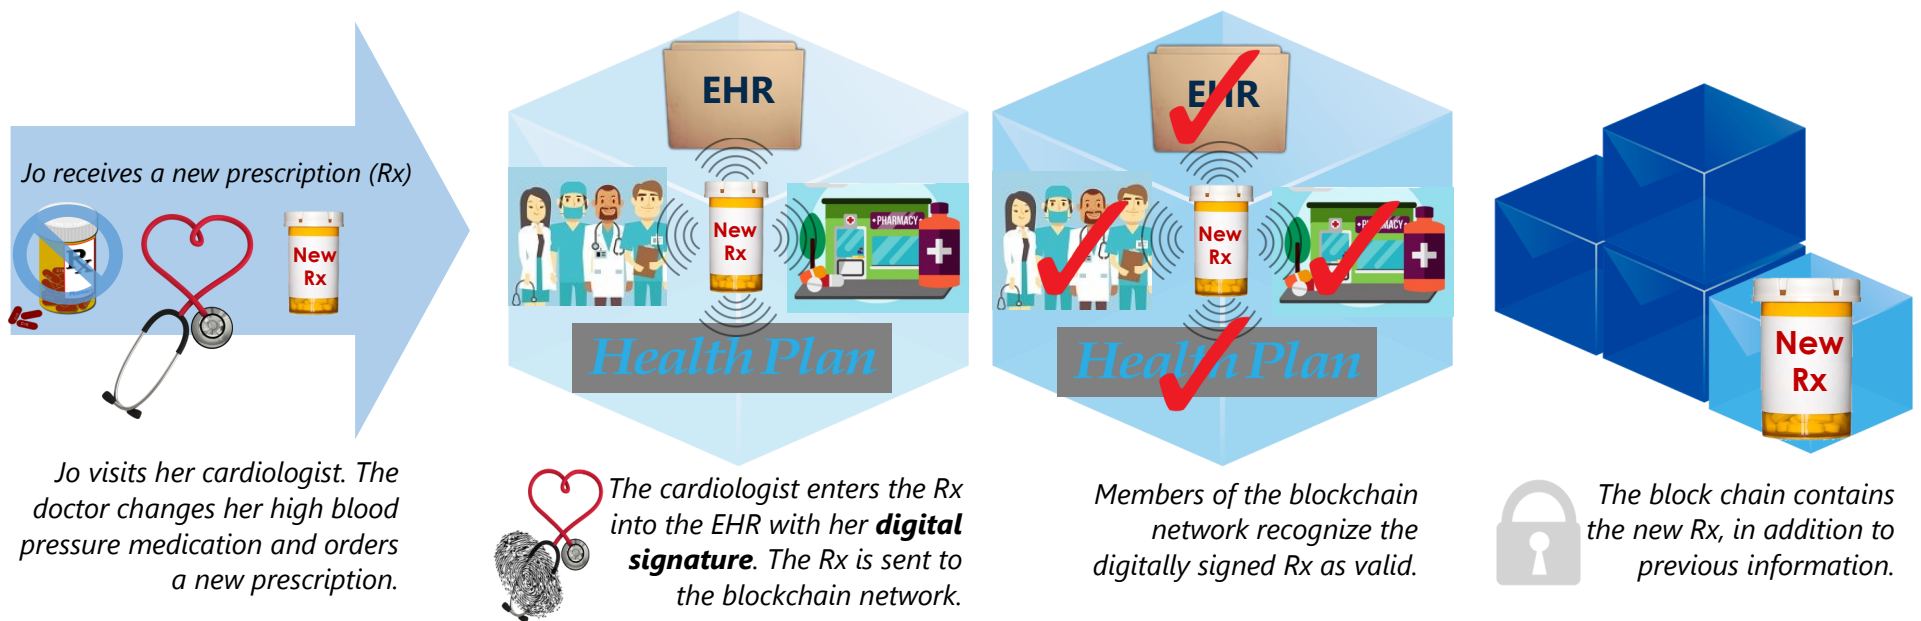 Jo receives a new prescription (Rx)
Rx
New
Rx
Jo visits her cardiologist. The
doctor changes her high blood
pressure medication and orders
a new prescription.
EHR
PHARMACY
New
Rx
Health Plan
The cardiologist enters the Rx
into the EHR with her digital
signature. The Rx is sent to
the blockchain network.
EHR
PHARMACY
New
Rx
Health Plan
Members of the blockchain
network recognize the
digitally signed Rx as valid.
New
Rx
The block chain contains
the new Rx, in addition to
previous information.